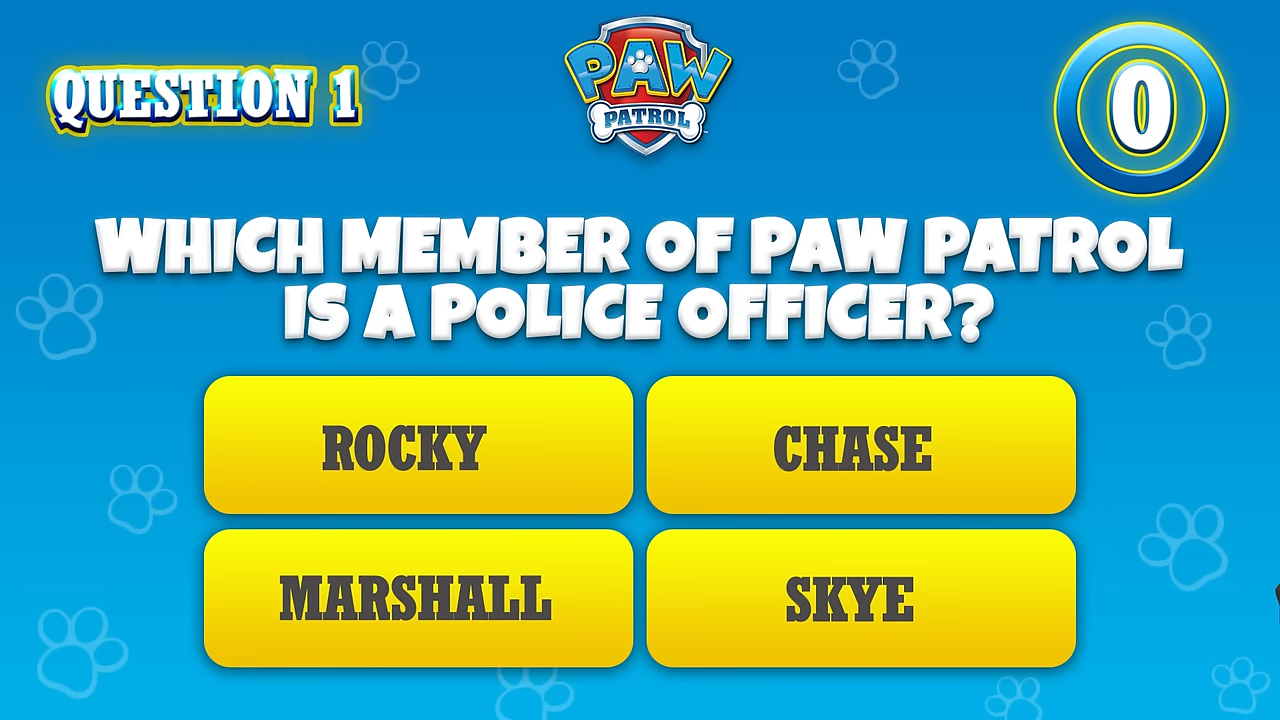 QUESTION 1
PAW
PATROL
0
WHICH MEMBER OF PAW PATROL
IS A POLICE OFFICER?
ROCKY
CHASE
MARSHALL
SKYE